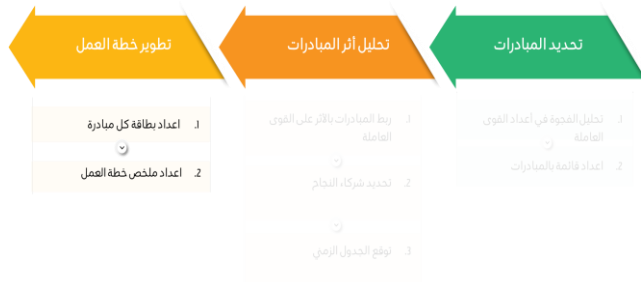 تحديد المبادرات
تحليل أثر المبادرات
تطوير خطة العمل
1. تحليل الفجوة في أعداد القوى
العاملة
2. اعداد قائمة بالمبادرات
1. ربط المبادرات بالأثر على القوى
العاملة
2. تحديد شركاء النجاح
3. توقع الجدول الزمني
1. اعداد بطاقة كل مبادرة
2. اعداد ملخص خطة العمل